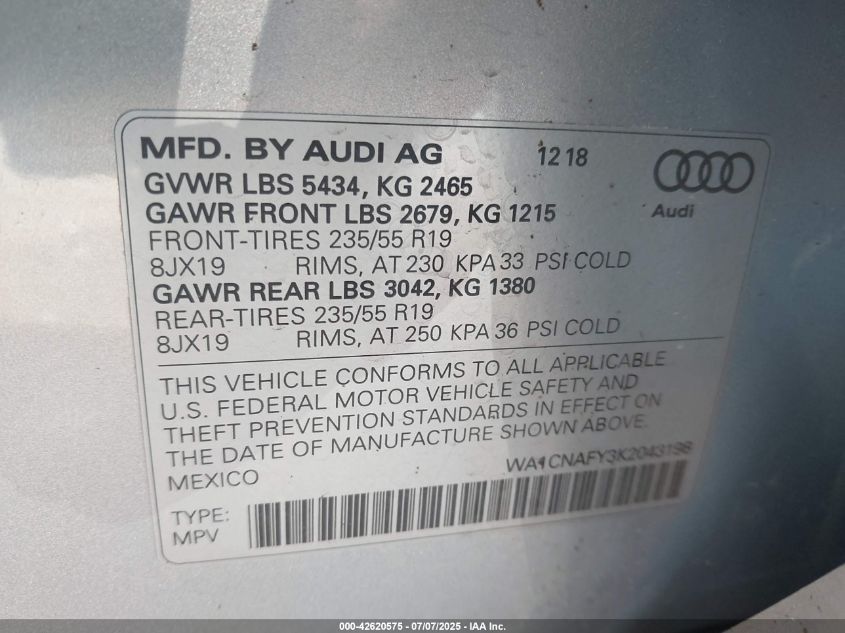 MFD. BY AUDI AG 12 18
GVWR LBS 5434, KG 2465
GAWR FRONT LBS 2679, KG 1215
Audi
FRONT-TIRES 235/55 R19
8JX19 RIMS, AT 230 KPA 33 PSI COLD
GAWR REAR LBS 3042, KG 1380
REAR-TIRES 235/55 R19
8JX19 RIMS, AT 250 KPA 36 PSI COLD
THIS VEHICLE CONFORMS TO ALL APPLICABLE
U.S. FEDERAL MOTOR VEHICLE SAFETY AND
THEFT PREVENTION STANDARDS IN EFFECT ON
THE DATE OF MANUFACTURE SHOWN ABOVE.
MEXICO WA1CNAFY3K2043198
TYPE:
MPV
000-42620575 - 07/07/2025 - IAA Inc.